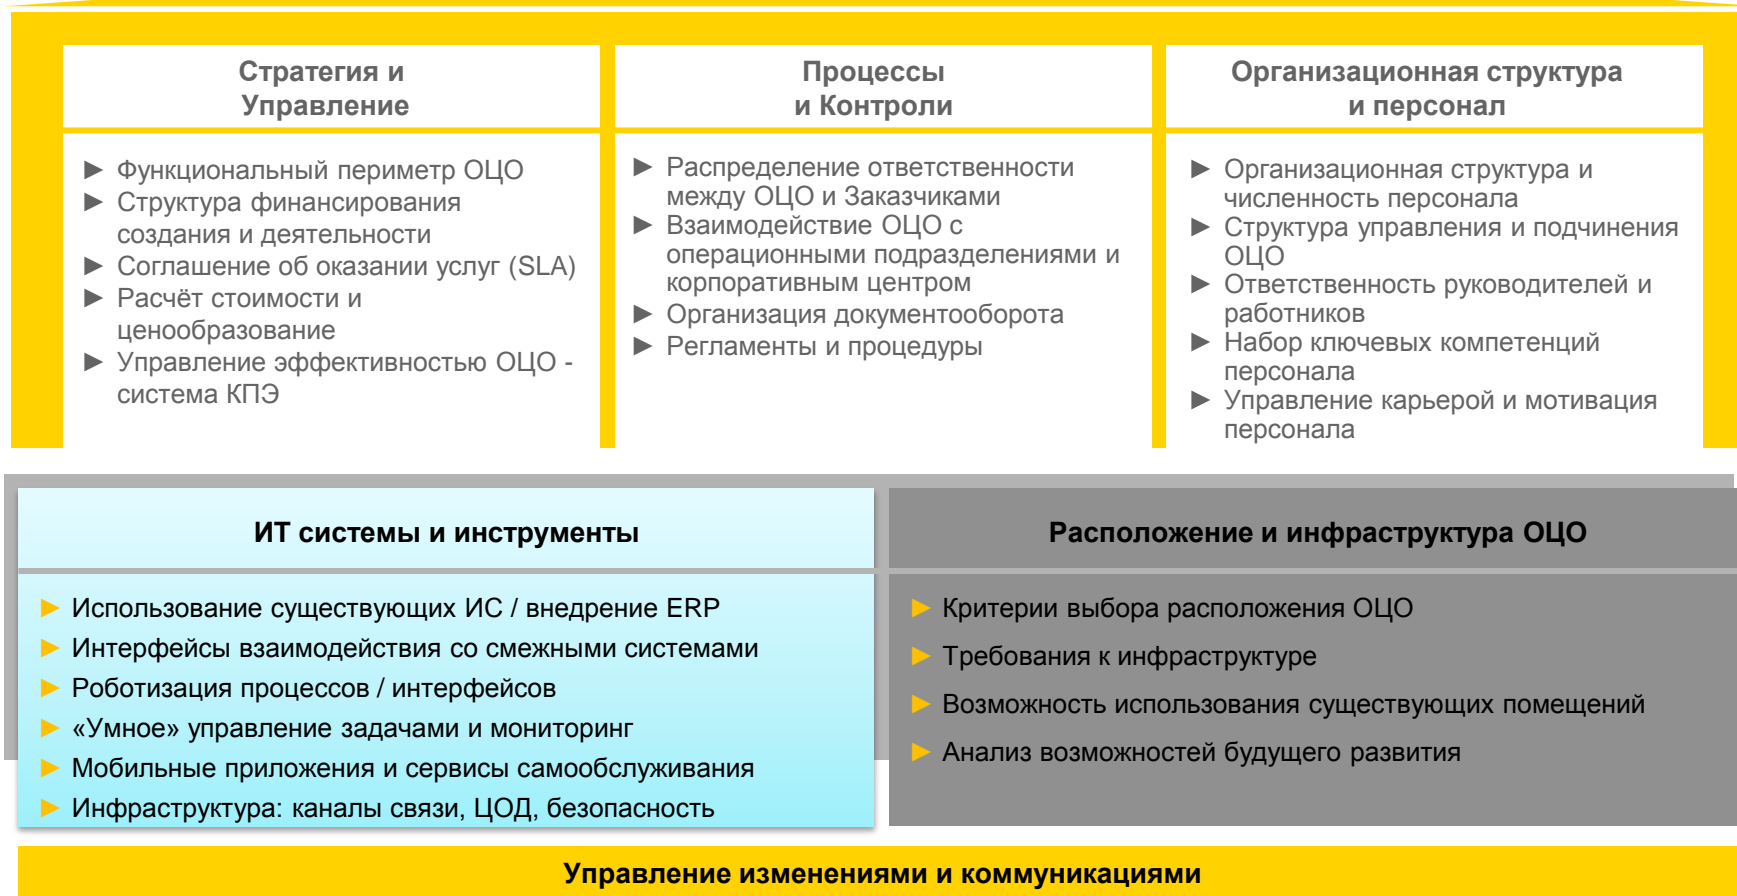 Стратегия и
Управление
► Функциональный периметр ОЦО
► Структура финансирования
создания и деятельности
► Соглашение об оказании услуг (SLA)
► Расчёт стоимости и
ценообразование
► Управление эффективностью ОЦО -
система КПЭ
Процессы
и Контроли
► Распределение ответственности
между ОЦО и Заказчиками
► Взаимодействие ОЦО с
операционными подразделениями и
корпоративным центром
► Организация документооборота
► Регламенты и процедуры
Организационная структура
и персонал
► Организационная структура и
численность персонала
► Структура управления и подчинения
ОЦО
► Ответственность руководителей и
работников
► Набор ключевых компетенций
персонала
► Управление карьерой и мотивация
персонала
ИТ системы и инструменты
► Использование существующих ИС / внедрение ERP
► Интерфейсы взаимодействия со смежными системами
► Роботизация процессов / интерфейсов
► «Умное» управление задачами и мониторинг
► Мобильные приложения и сервисы самообслуживания
► Инфраструктура: каналы связи, ЦОД, безопасность
Расположение и инфраструктура ОЦО
► Критерии выбора расположения ОЦО
► Требования к инфраструктуре
► Возможность использования существующих помещений
► Анализ возможностей будущего развития
Управление изменениями и коммуникациями